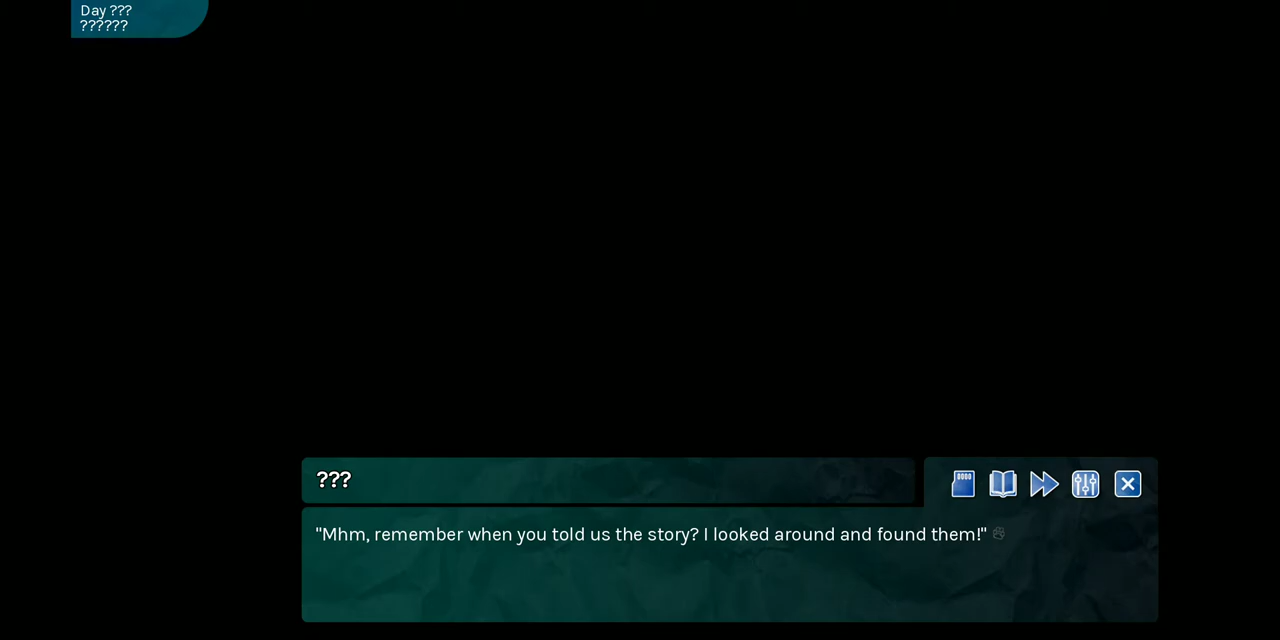 Day ???
??????
???
"Mhm, remember when you told us the story? I looked around and found them!"